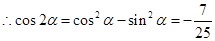 ∴cos 2α = cos²α − sin²α = −7/25